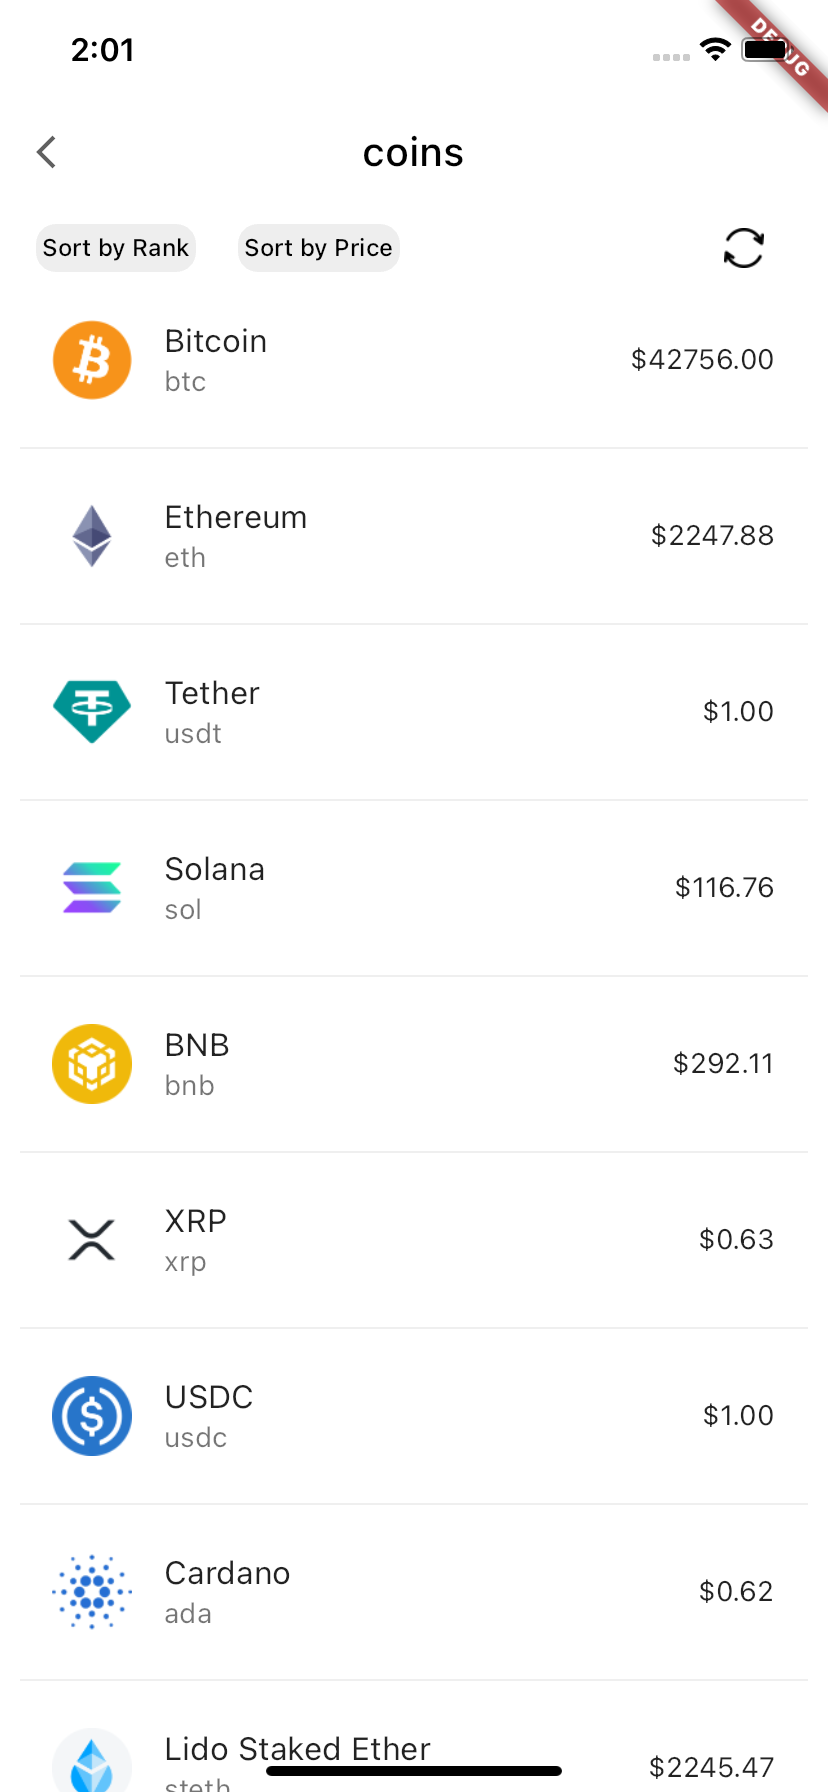 2:01
DEBUG
coins
Sort by Rank Sort by Price
Bitcoin
btc
$42756.00
Ethereum
eth
$2247.88
Tether
usdt
$1.00
Solana
sol
$116.76
BNB
bnb
$292.11
XRP
xrp
$0.63
USDC
usdc
$1.00
Cardano
ada
$0.62
Lido Staked Ether
steth
$2245.47